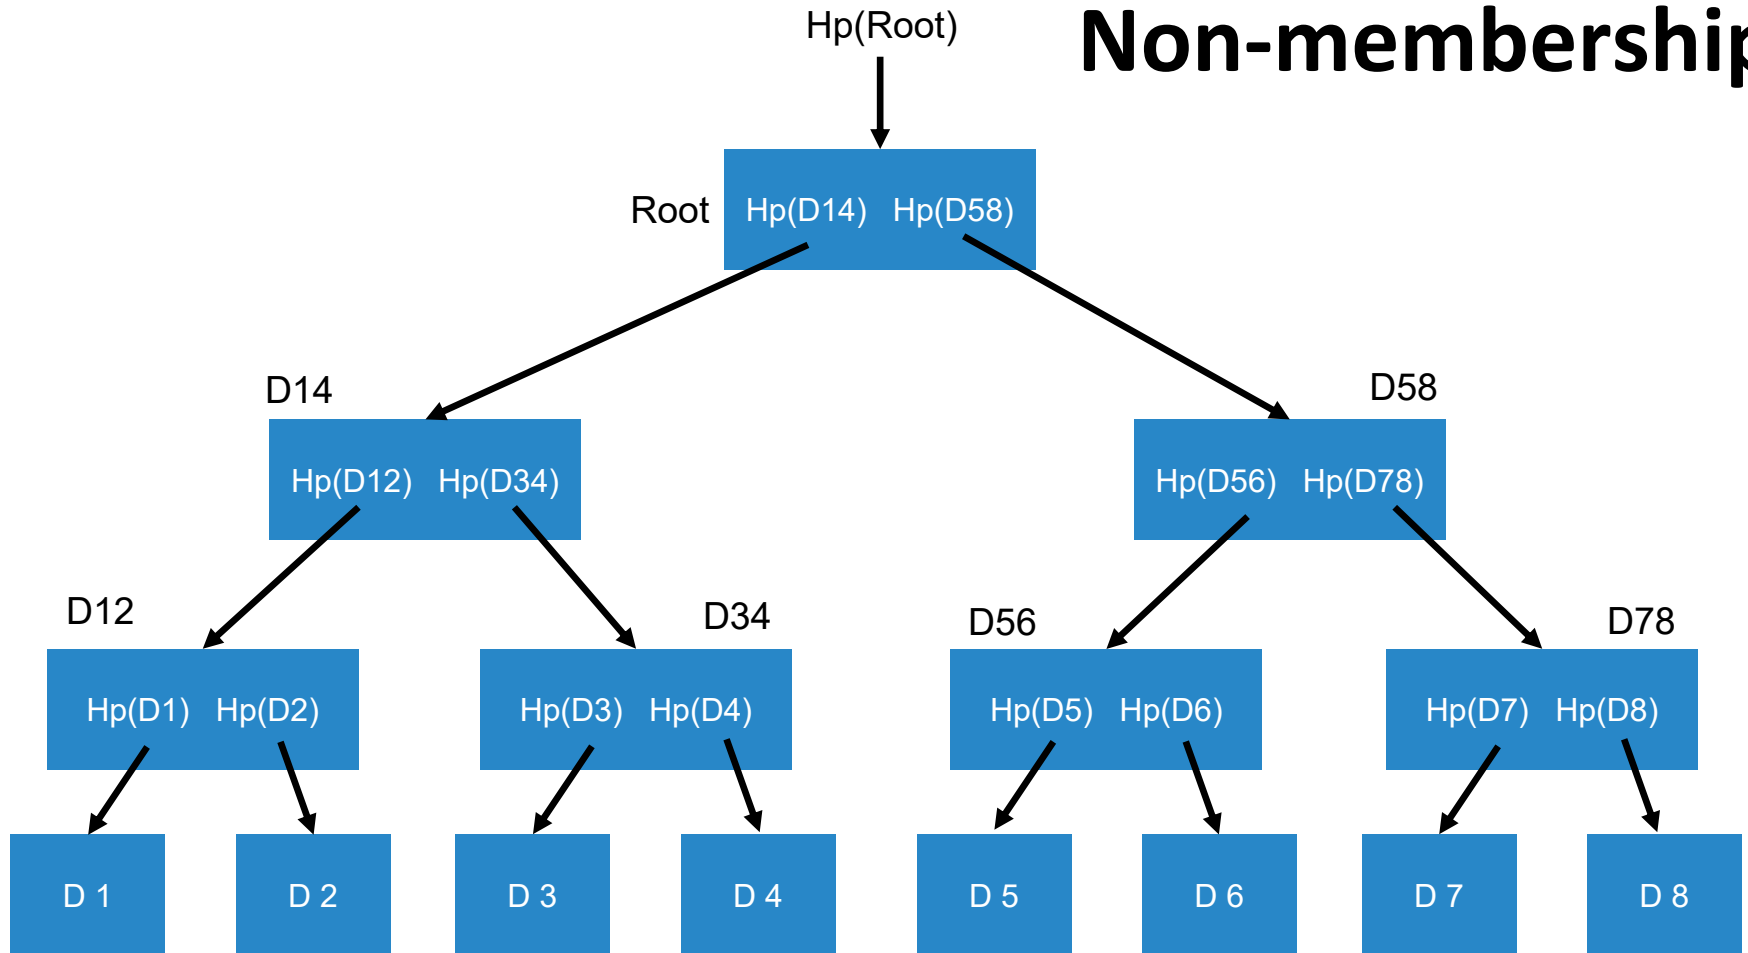 Hp(Root)
Non-membership
Root
Hp(D14) Hp(D58)
D14
D58
Hp(D12) Hp(D34)
Hp(D56) Hp(D78)
D12
D34
D56
D78
Hp(D1) Hp(D2)
Hp(D3) Hp(D4)
Hp(D5) Hp(D6)
Hp(D7) Hp(D8)
D 1
D 2
D 3
D 4
D 5
D 6
D 7
D 8